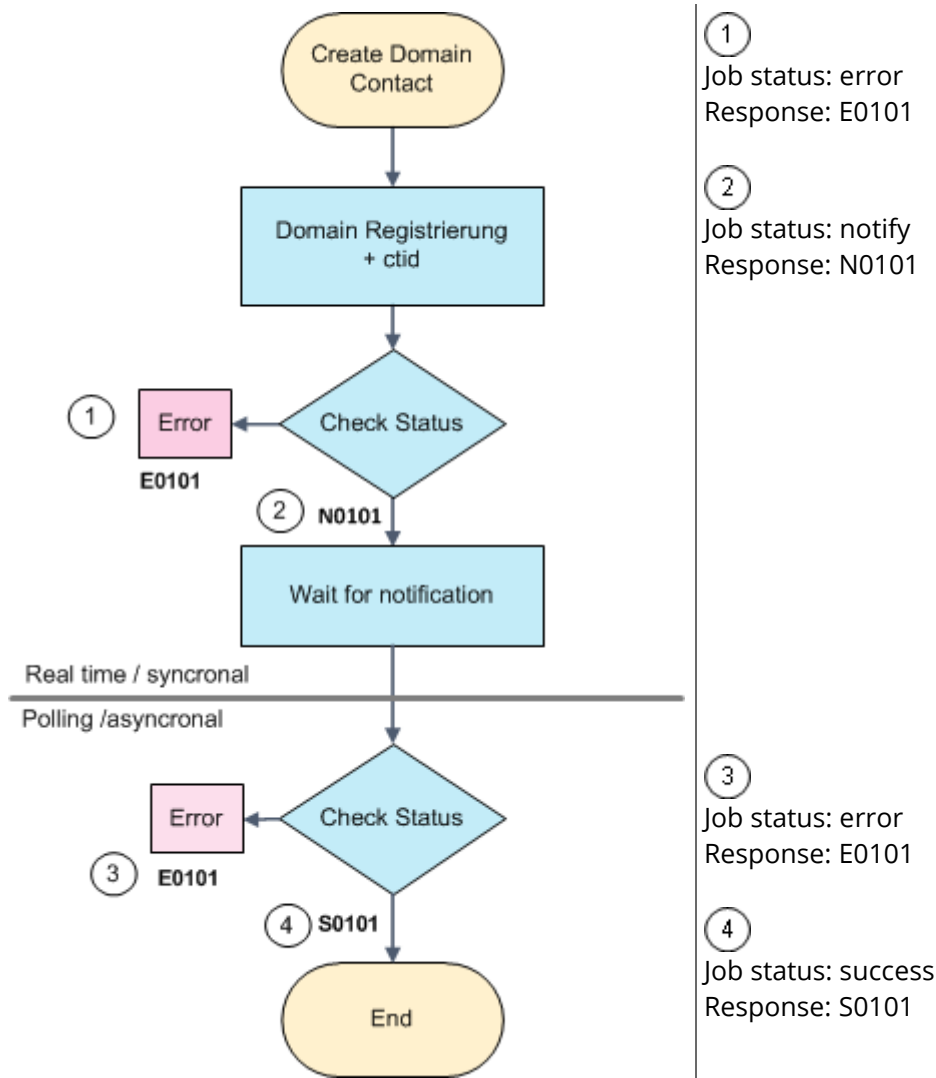 Create Domain
Contact
Domain Registrierung
+ ctid
Check Status
1
Error
E0101
2
N0101
Wait for notification
Real time / syncronal
Polling /asyncronal
Check Status
Error
3
E0101
4
S0101
End
1
Job status: error
Response: E0101
2
Job status: notify
Response: N0101
3
Job status: error
Response: E0101
4
Job status: success
Response: S0101